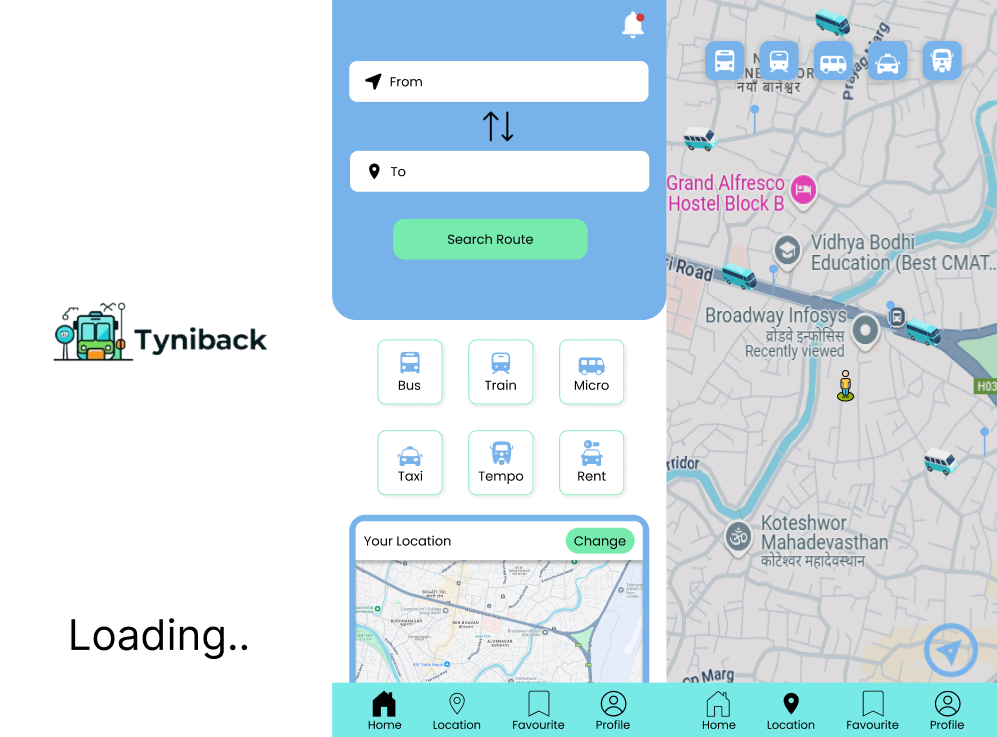 Tyniback
Loading..
From
To
Search Route
Bus
Train
Micro
Taxi
Tempo
Rent
Your Location
Change
Home
Location
Favourite
Profile
नयाँ बानेश्वर
Prayag Marg
Grand Alfresco
Hostel Block B
Vidhya Bodhi
Education (Best CMAT...
Road
Broadway Infosys
ब्रोडवे इन्फोसिस
Recently viewed
H03
rridor
Koteshwor
Mahadevasthan
कोटेश्वर महादेवस्थान
Marg
Home
Location
Favourite
Profile